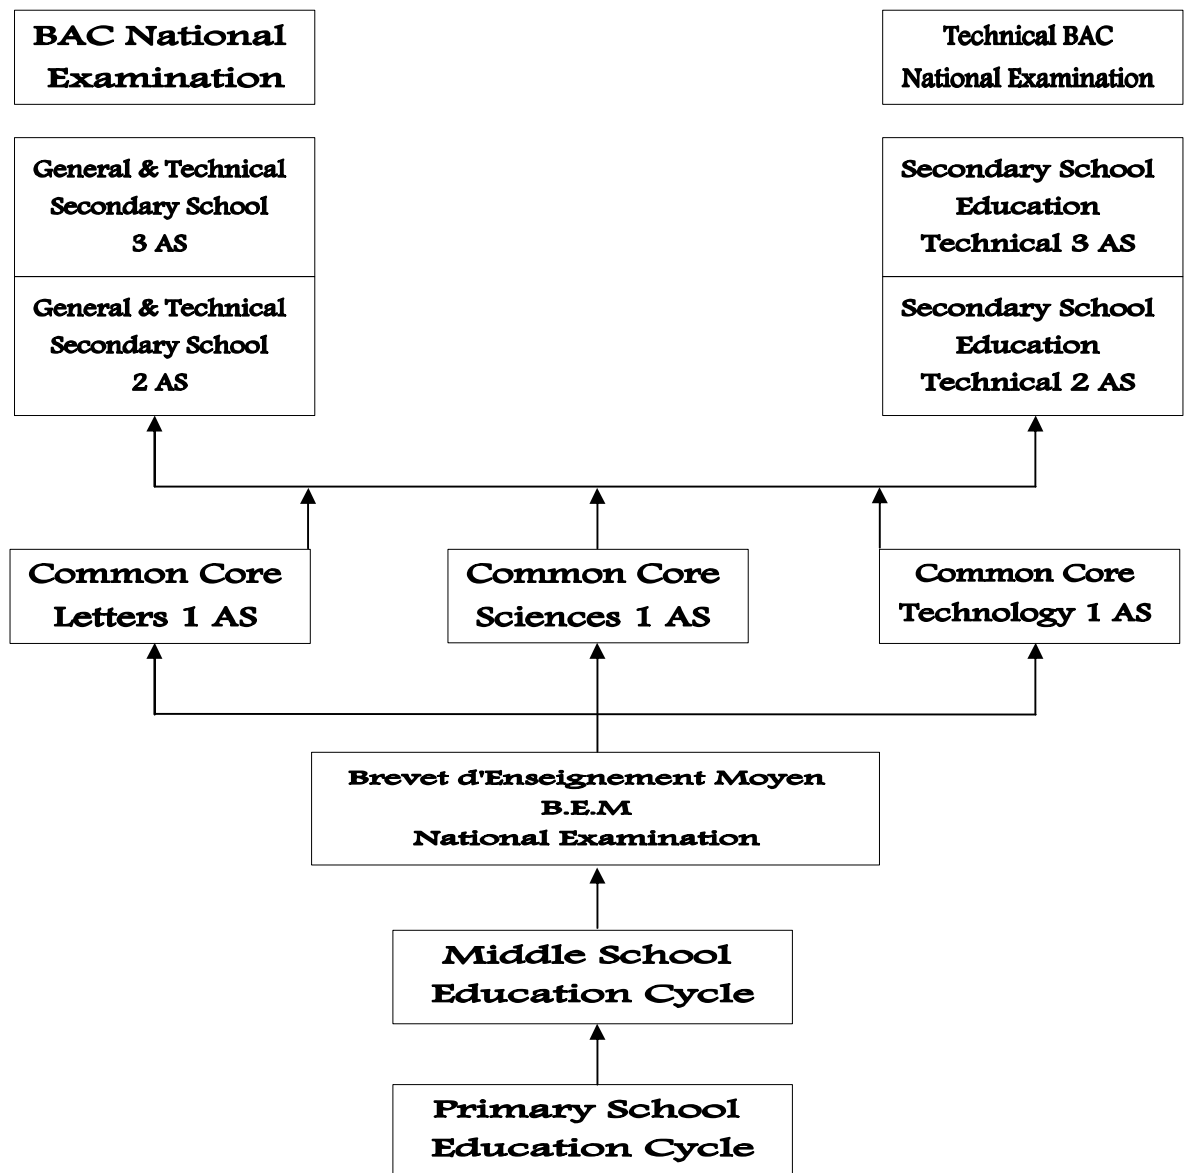 BAC National
Examination
Technical BAC
National Examination
General & Technical
Secondary School
3 AS
Secondary School
Education
Technical 3 AS
General & Technical
Secondary School
2 AS
Secondary School
Education
Technical 2 AS
Common Core
Letters 1 AS
Common Core
Sciences 1 AS
Common Core
Technology 1 AS
Brevet d'Enseignement Moyen
B.E.M
National Examination
Middle School
Education Cycle
Primary School
Education Cycle